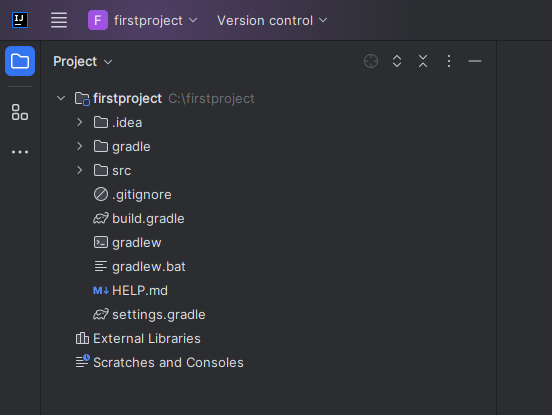 IJ F firstproject Version control
Project
firstproject C:\firstproject
.idea
gradle
src
.gitignore
build.gradle
gradlew
gradlew.bat
M↓ HELP.md
settings.gradle
External Libraries
Scratches and Consoles